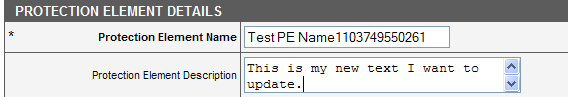 PROTECTION ELEMENT DETAILS
* Protection Element Name Test PE Name1103749550261
Protection Element Description This is my new text I want to
update.